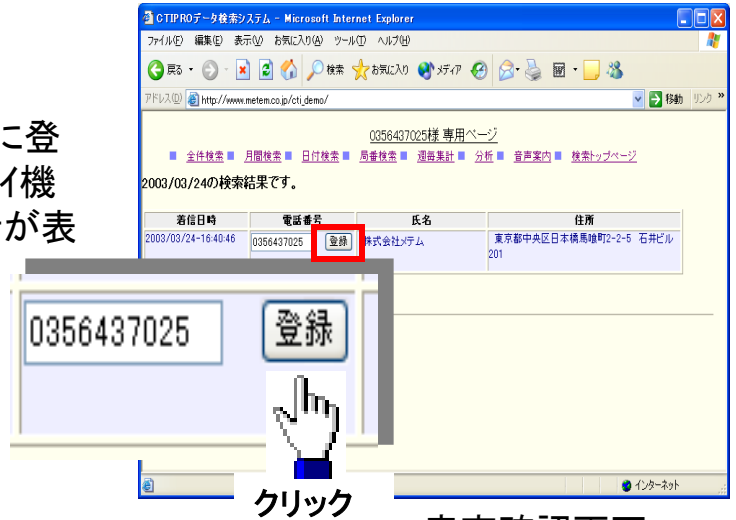 CTIPROデータ検索システム - Microsoft Internet Explorer
ファイル(F) 編集(E) 表示(V) お気に入り(A) ツール(T) ヘルプ(H)
戻る 検索 お気に入り メディア
アドレス(D) http://www.metem.co.jp/cti_demo/ 移動 リンク »
に登
イ機
が表
0356437025様 専用ページ
■ 全件検索 ■ 月間検索 ■ 日付検索 ■ 局番検索 ■ 週毎集計 ■ 分析 ■ 音声案内 ■ 検索トップページ
2003/03/24の検索結果です。
着信日時 電話番号 氏名 住所
2003/03/24-16:40:46 0356437025 登録 株式会社メテム 東京都中央区日本橋馬喰町2-2-5 石井ビル
201
0356437025 登録
クリック
インターネット